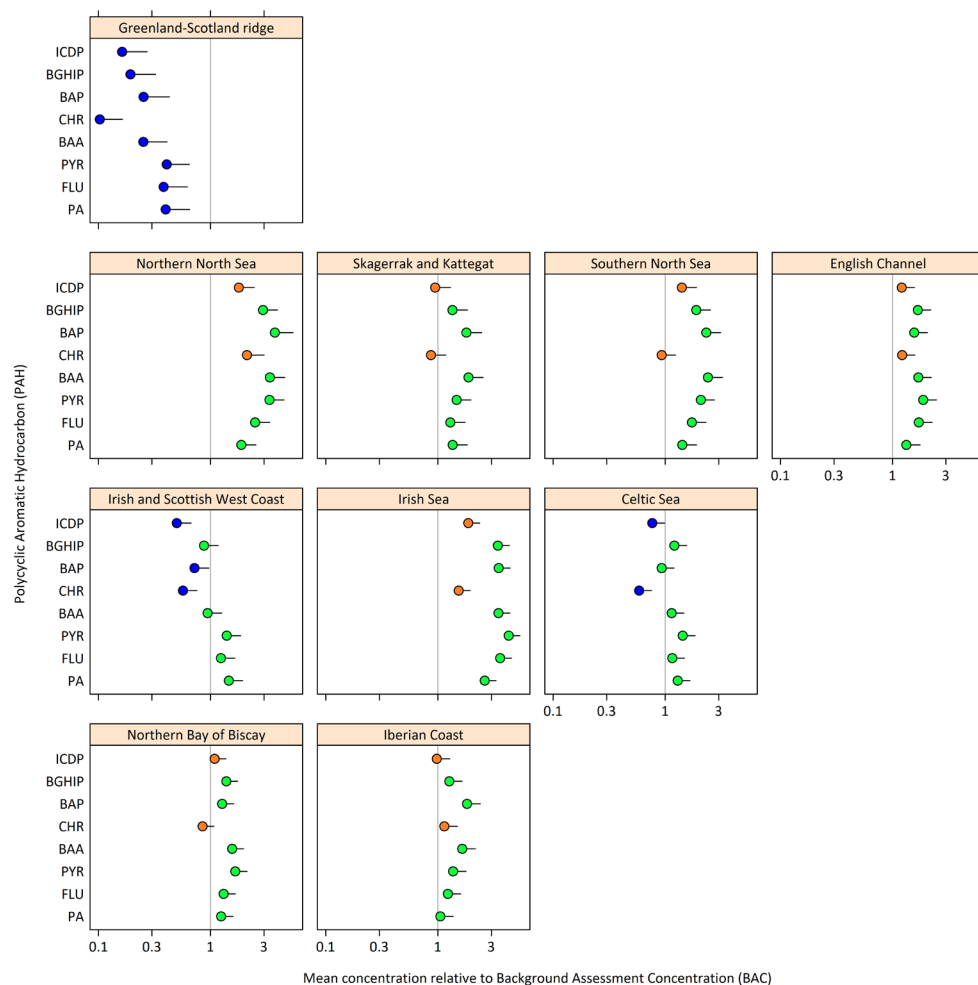 Greenland-Scotland ridge
ICDP
BGHIP
BAP
CHR
BAA
PYR
FLU
PA
Northern North Sea Skagerrak and Kattegat Southern North Sea English Channel
ICDP
BGHIP
BAP
CHR
BAA
PYR
FLU
PA
0.1 0.3 1 3
Irish and Scottish West Coast Irish Sea Celtic Sea
ICDP
BGHIP
BAP
CHR
BAA
PYR
FLU
PA
0.1 0.3 1 3
Northern Bay of Biscay Iberian Coast
ICDP
BGHIP
BAP
CHR
BAA
PYR
FLU
PA
0.1 0.3 1 3 0.1 0.3 1 3
Polycyclic Aromatic Hydrocarbon (PAH)
Mean concentration relative to Background Assessment Concentration (BAC)